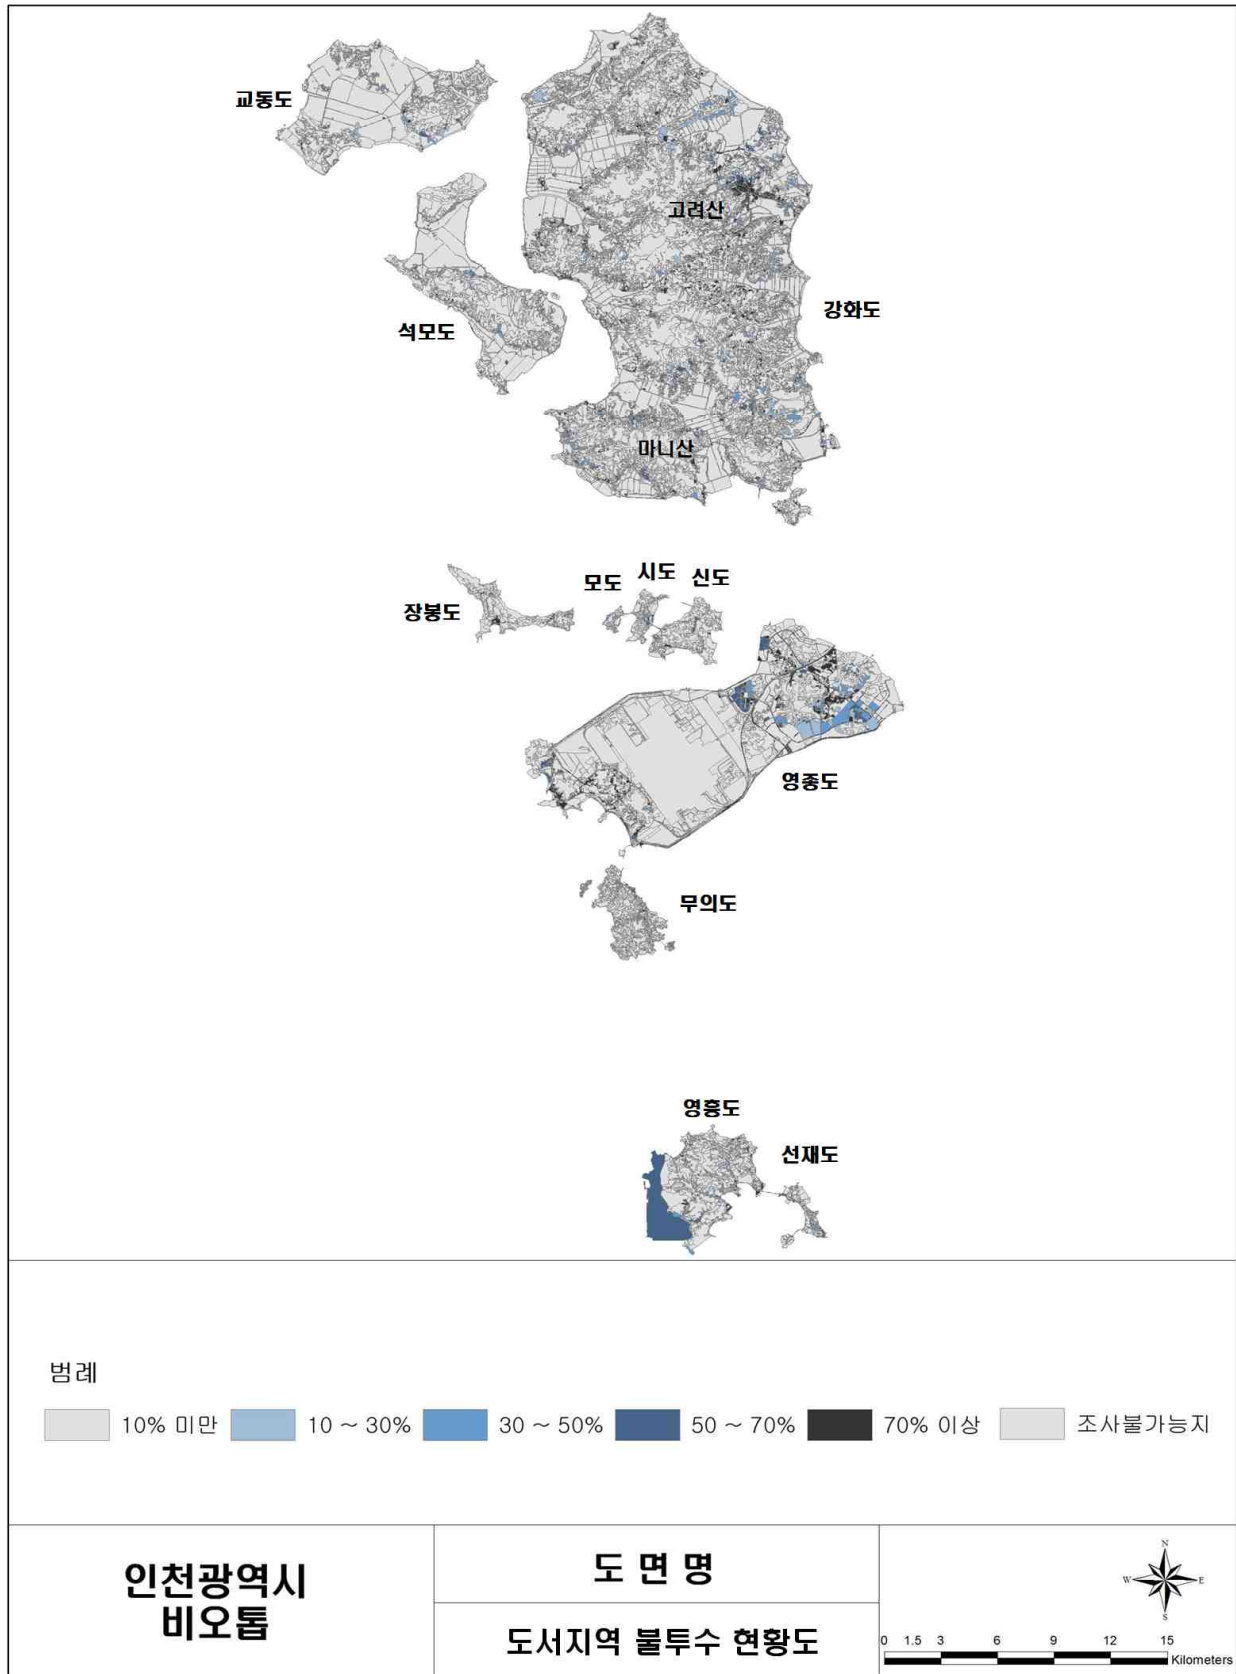 교동도
고려산
강화도
석모도
마니산
장봉도
모도
시도
신도
영종도
무의도
영흥도
선재도
범례
10% 미만
10 ~ 30%
30 ~ 50%
50 ~ 70%
70% 이상
조사불가능지
인천광역시
비오톱
도 면 명
도서지역 불투수 현황도
N
W E
S
0 1.5 3 6 9 12 15
Kilometers